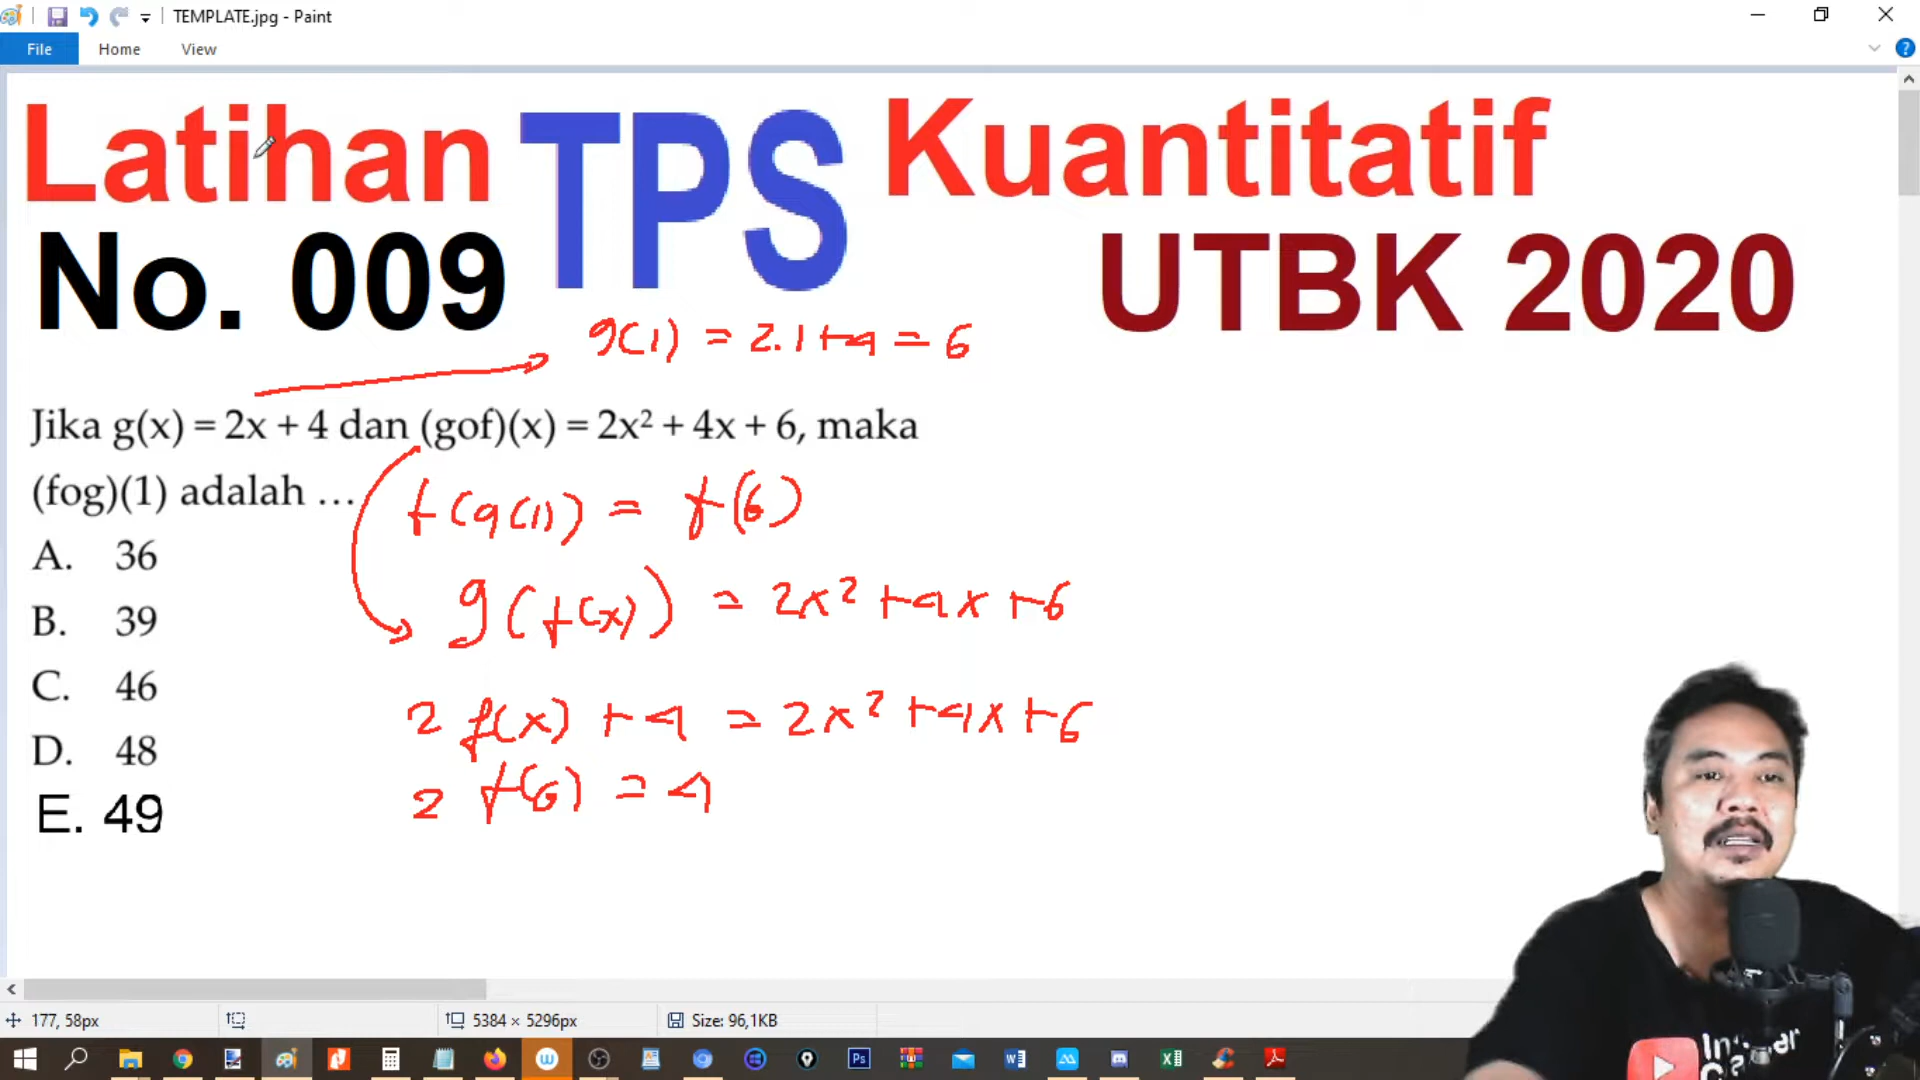 TEMPLATE.jpg - Paint
File Home View
Latihan TPS Kuantitatif
No. 009 UTBK 2020
g(1) = 2.1 + 4 = 6
Jika g(x) = 2x + 4 dan (gof)(x) = 2x² + 4x + 6, maka
(fog)(1) adalah …
f(g(1)) = f(6)
A. 36
g(f(x)) = 2x² + 4x + 6
B. 39
C. 46
2 f(x) + 4 = 2x² + 4x + 6
D. 48
2 f(6) = 4
E. 49
177, 58px 5384 × 5296px Size: 96,1KB